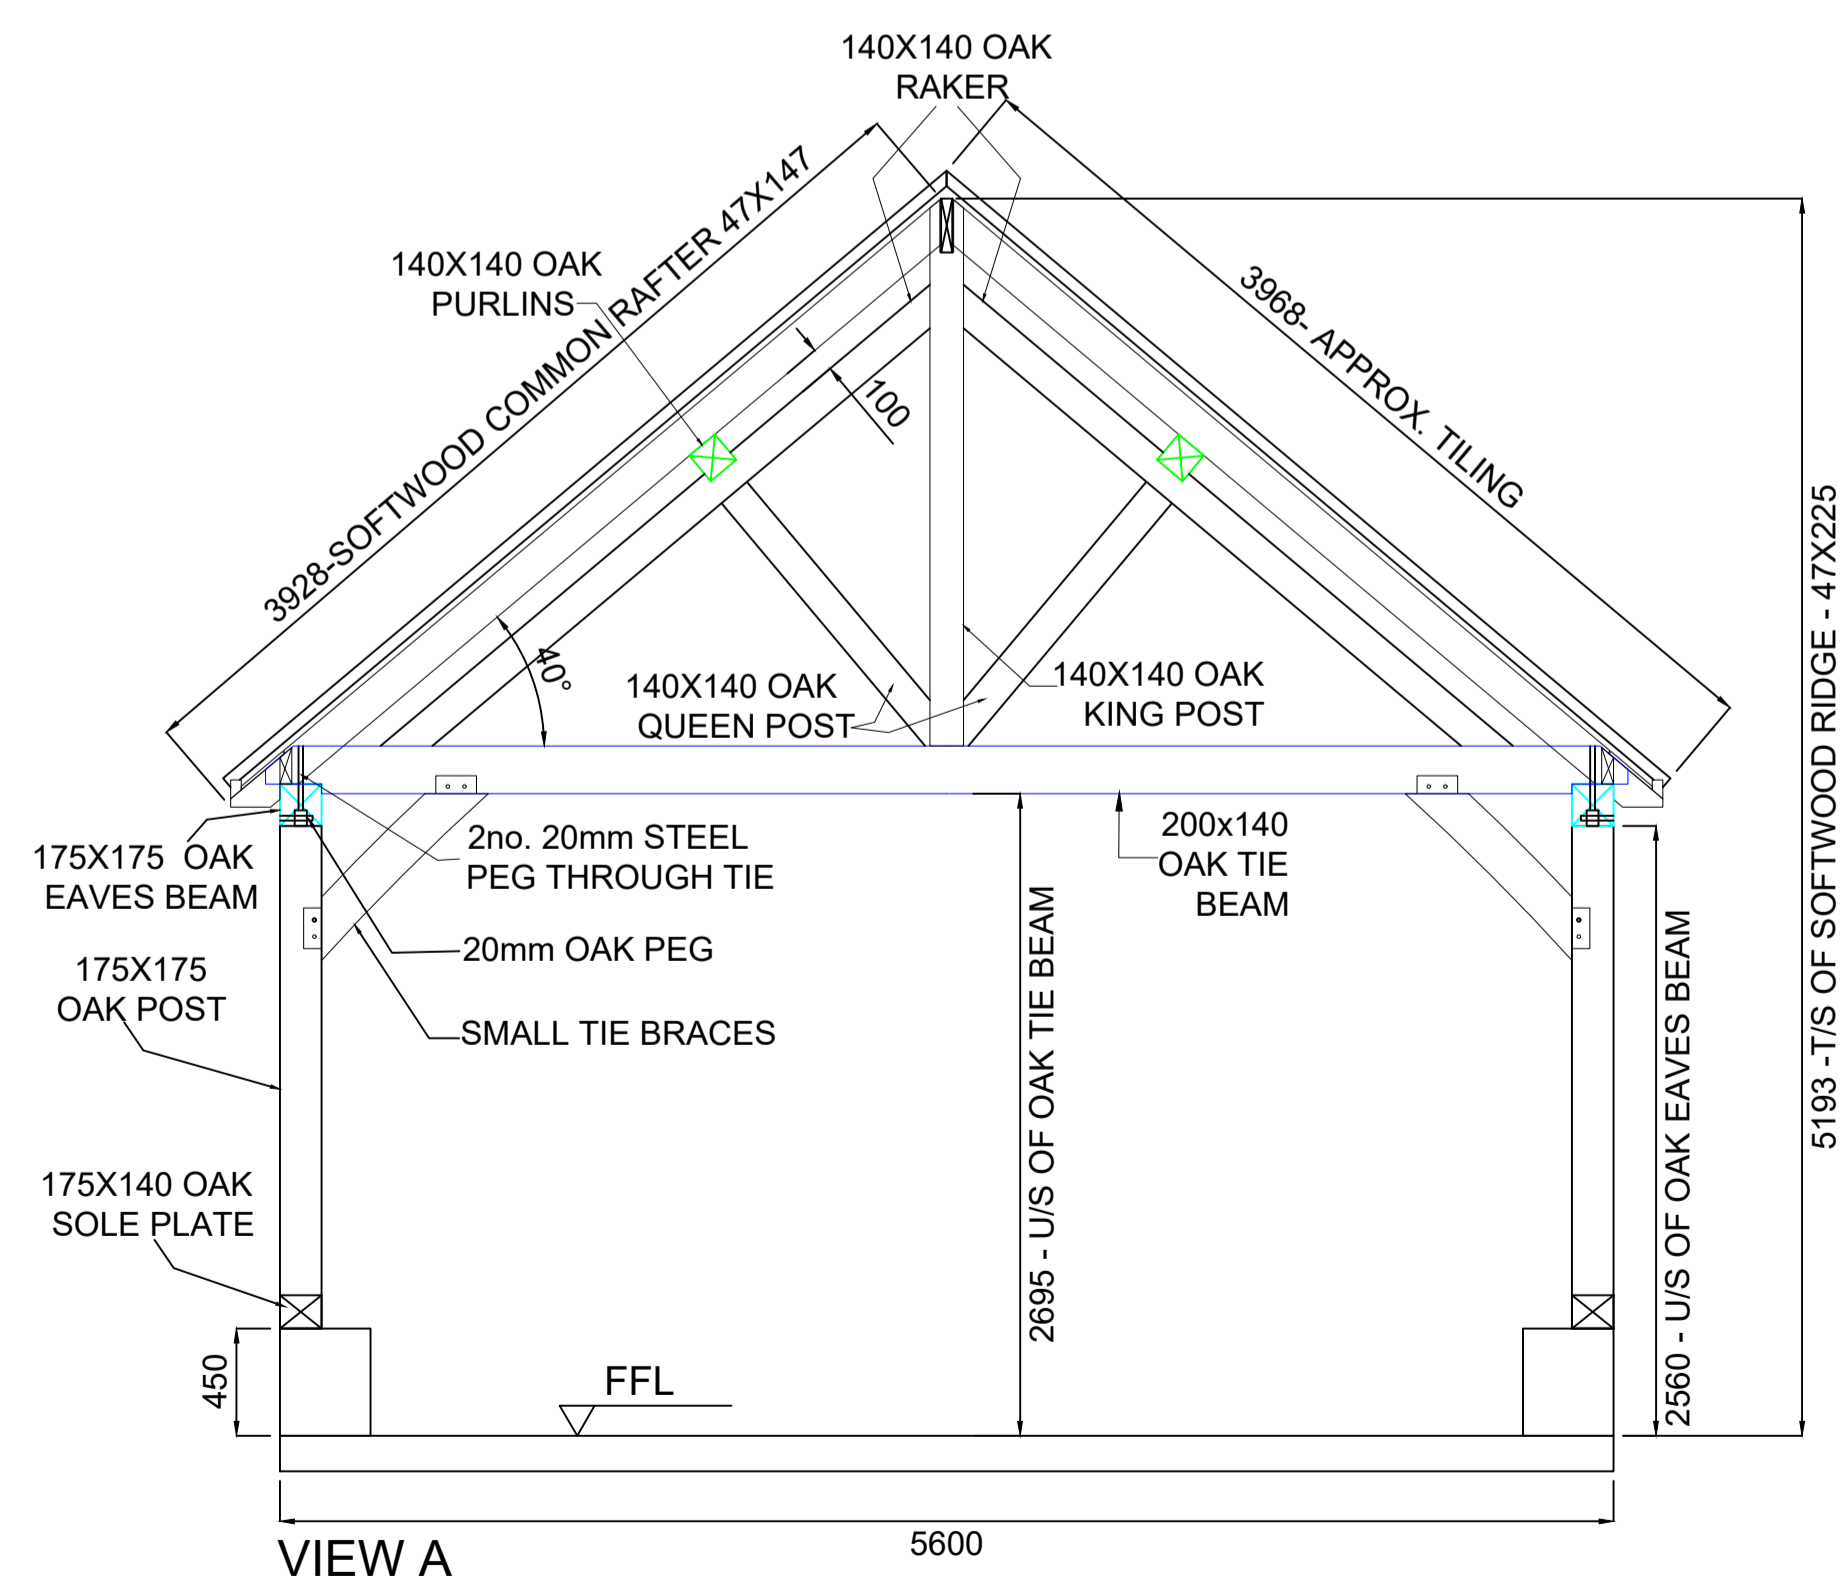 140X140 OAK
RAKER
3928-SOFTWOOD COMMON RAFTER 47X147
140X140 OAK
PURLINS
3968- APPROX. TILING
100
40°
140X140 OAK
QUEEN POST
140X140 OAK
KING POST
5193 -T/S OF SOFTWOOD RIDGE - 47X225
175X175 OAK
EAVES BEAM
2no. 20mm STEEL
PEG THROUGH TIE
200x140
OAK TIE
BEAM
20mm OAK PEG
175X175
OAK POST
SMALL TIE BRACES
2695 - U/S OF OAK TIE BEAM
2560 - U/S OF OAK EAVES BEAM
175X140 OAK
SOLE PLATE
450
FFL
5600
VIEW A